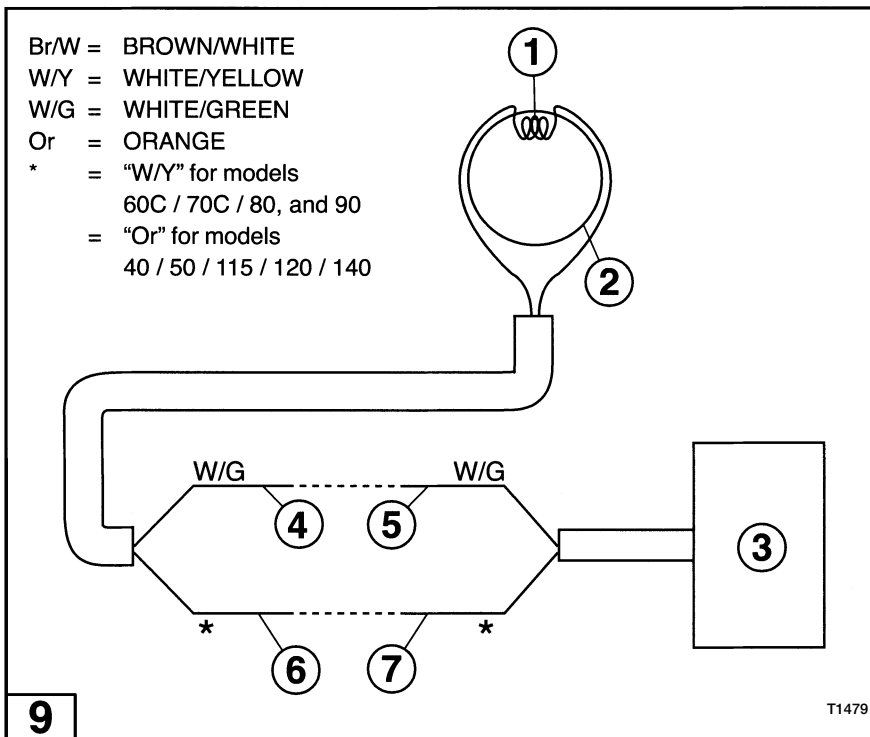 Br/W = BROWN/WHITE
W/Y = WHITE/YELLOW
W/G = WHITE/GREEN
Or = ORANGE
* = “W/Y” for models
60C / 70C / 80, and 90
= “Or” for models
40 / 50 / 115 / 120 / 140
1
2
W/G
W/G
4
5
3
*
*
6
7
9
T1479